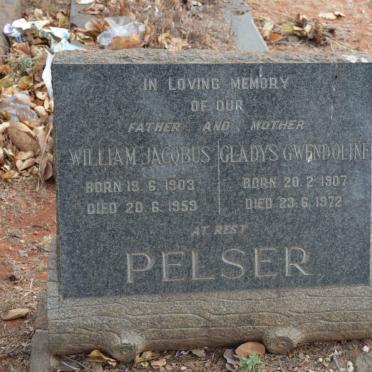 IN LOVING MEMORY
OF OUR
FATHER AND MOTHER
WILLIAM JACOBUS GLADYS GWENDOLINE
BORN 19.6.1903 BORN 20.2.1907
DIED 20.6.1959 DIED 23.6.1972
AT REST
PELSER